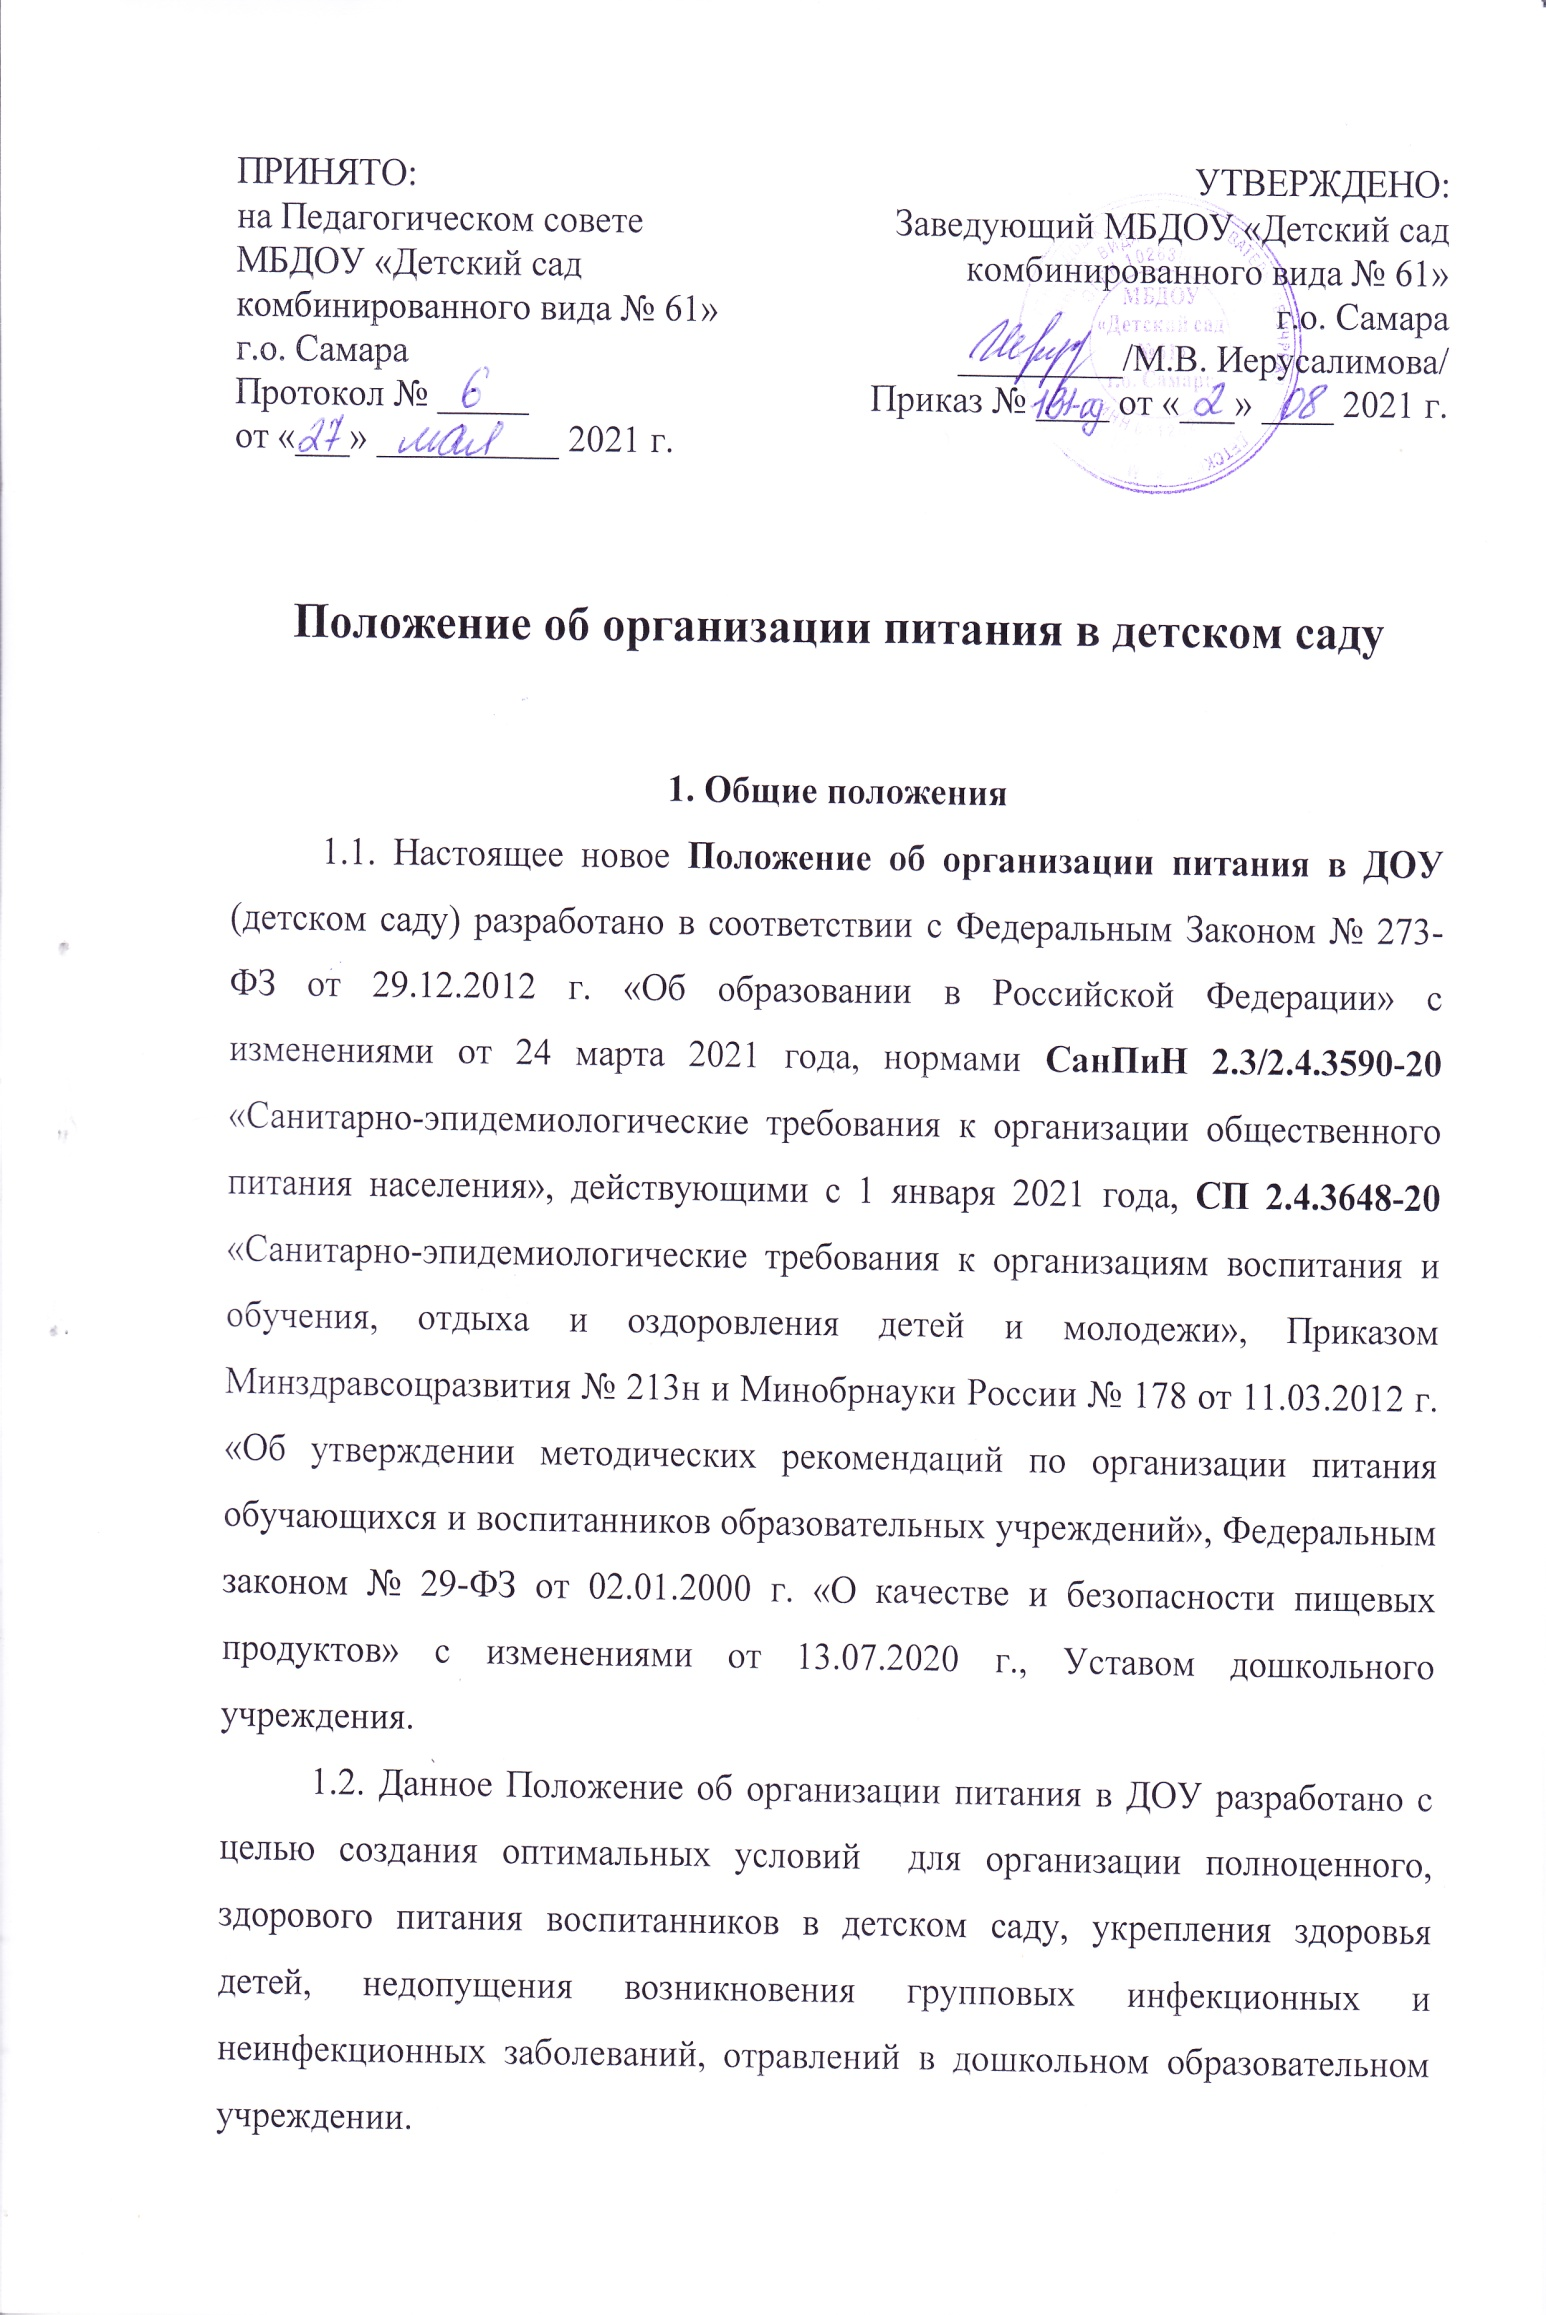 ПРИНЯТО:
на Педагогическом совете
МБДОУ «Детский сад
комбинированного вида № 61»
г.о. Самара
Протокол № 6
от «27» мая 2021 г.
УТВЕРЖДЕНО:
Заведующий МБДОУ «Детский сад
комбинированного вида № 61»
г.о. Самара
/М.В. Иерусалимова/
Приказ № 131-од от «2» 08 2021 г.
МБДОУ
«Детский сад
г.о. Самара
Положение об организации питания в детском саду
1. Общие положения
1.1. Настоящее новое Положение об организации питания в ДОУ
(детском саду) разработано в соответствии с Федеральным Законом № 273-
ФЗ от 29.12.2012 г. «Об образовании в Российской Федерации» с
изменениями от 24 марта 2021 года, нормами СанПиН 2.3/2.4.3590-20
«Санитарно-эпидемиологические требования к организации общественного
питания населения», действующими с 1 января 2021 года, СП 2.4.3648-20
«Санитарно-эпидемиологические требования к организациям воспитания и
обучения, отдыха и оздоровления детей и молодежи», Приказом
Минздравсоцразвития № 213н и Минобрнауки России № 178 от 11.03.2012 г.
«Об утверждении методических рекомендаций по организации питания
обучающихся и воспитанников образовательных учреждений», Федеральным
законом № 29-ФЗ от 02.01.2000 г. «О качестве и безопасности пищевых
продуктов» с изменениями от 13.07.2020 г., Уставом дошкольного
учреждения.
1.2. Данное Положение об организации питания в ДОУ разработано с
целью создания оптимальных условий для организации полноценного,
здорового питания воспитанников в детском саду, укрепления здоровья
детей, недопущения возникновения групповых инфекционных и
неинфекционных заболеваний, отравлений в дошкольном образовательном
учреждении.